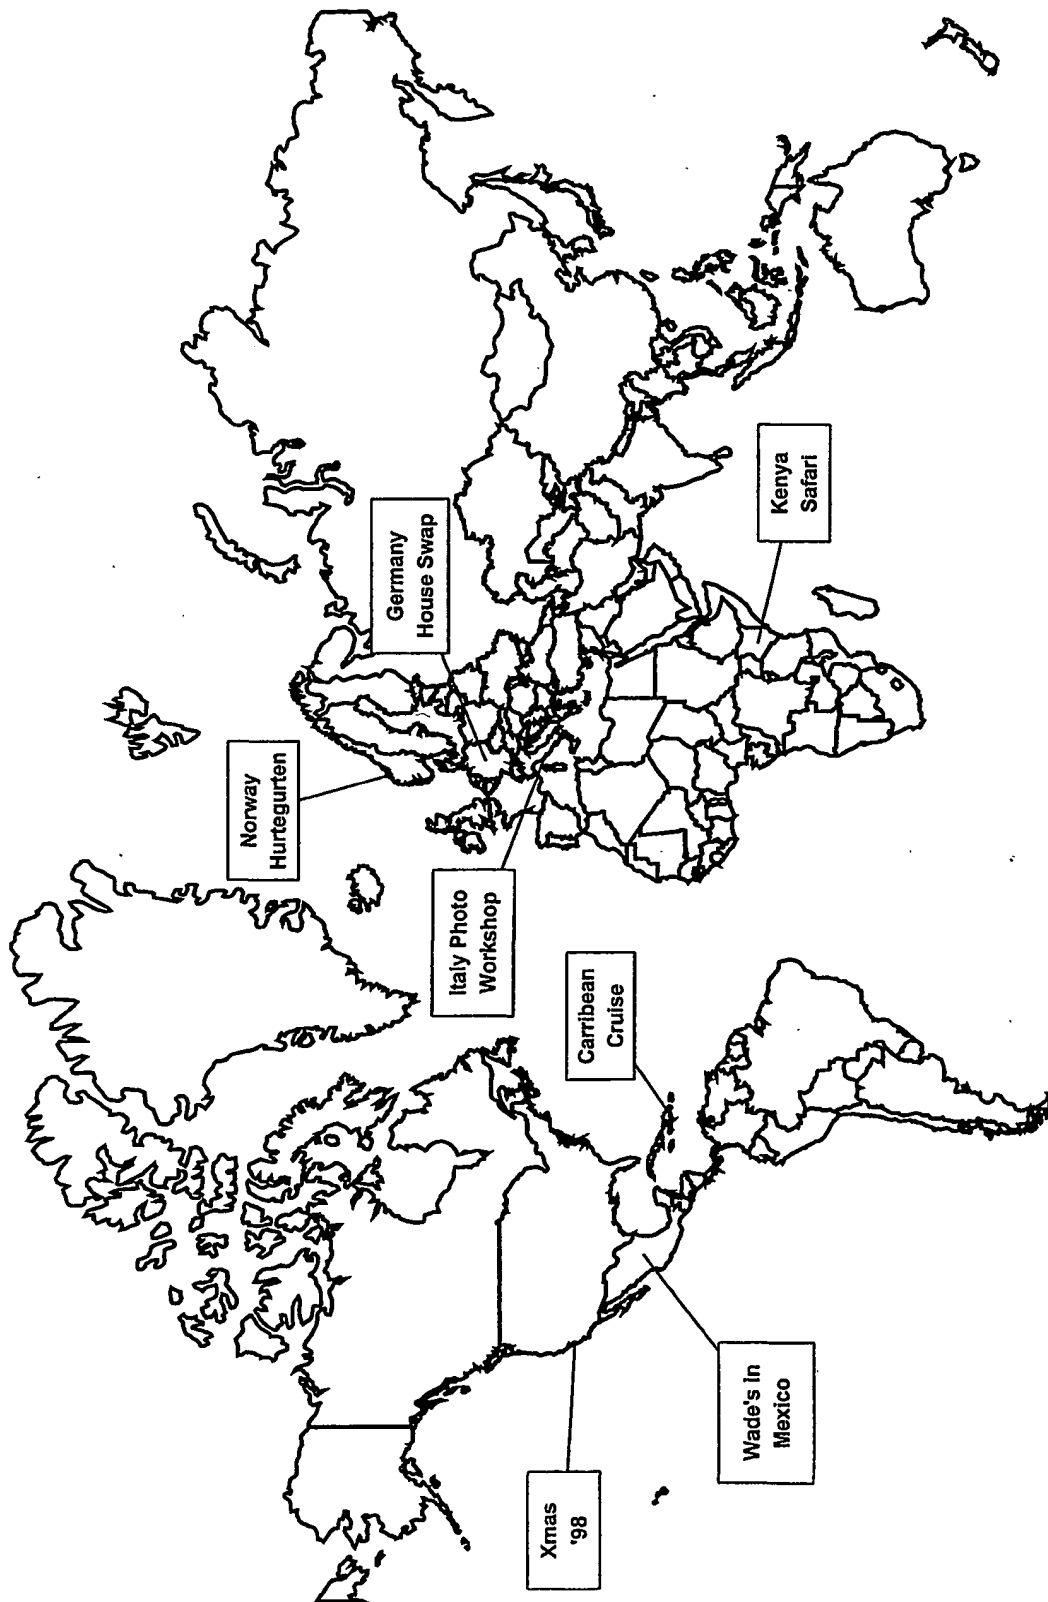 Norway
Hurtegurten
Germany
House Swap
Italy Photo
Workshop
Carribean
Cruise
Kenya
Safari
Xmas
'98
Wade's in
Mexico